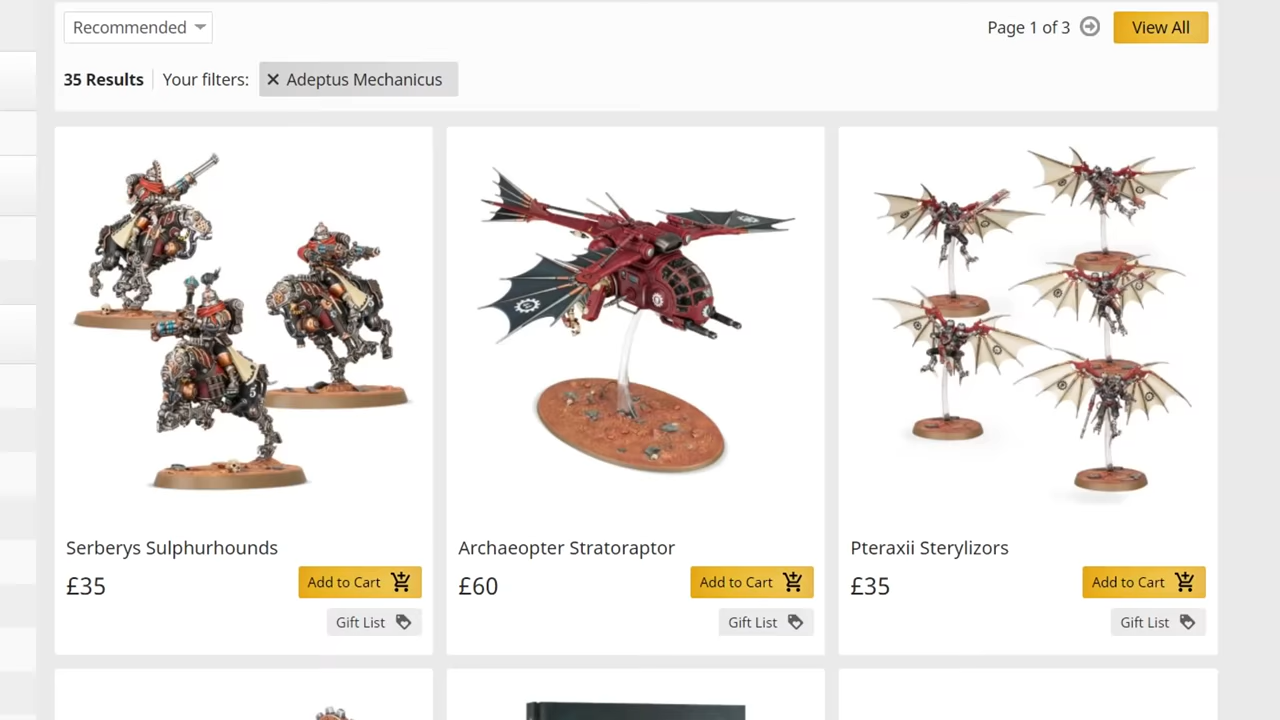 Recommended
Page 1 of 3
View All
35 Results
Your filters:
Adeptus Mechanicus
Serberys Sulphurhounds
£35
Add to Cart
Gift List
Archaeopter Stratoraptor
£60
Add to Cart
Gift List
Pteraxii Sterylizors
£35
Add to Cart
Gift List